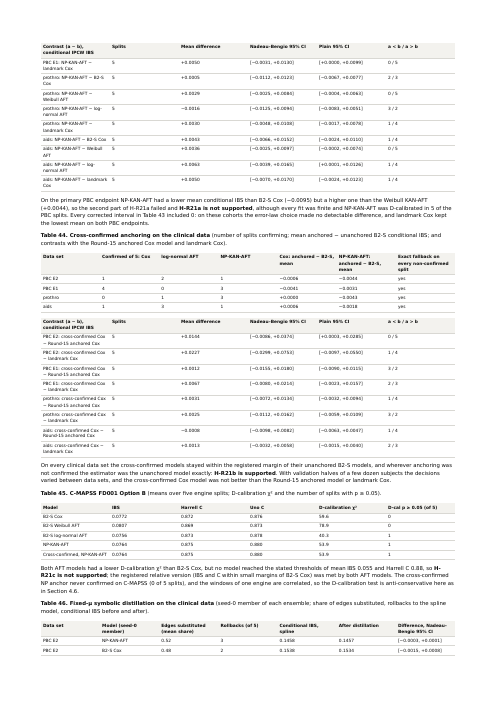 Contrast (a − b), conditional IPCW IBS | Splits | Mean difference | Nadeau-Bengio 95% CI | Plain 95% CI | a < b / a > b
PBC E1: NP-KAN-AFT − landmark Cox | 5 | +0.0050 | [−0.0031, +0.0130] | [+0.0000, +0.0099] | 0 / 5
prothro: NP-KAN-AFT − B2-S Cox | 5 | +0.0005 | [−0.0112, +0.0123] | [−0.0067, +0.0077] | 2 / 3
prothro: NP-KAN-AFT − Weibull AFT | 5 | +0.0029 | [−0.0025, +0.0084] | [−0.0004, +0.0063] | 0 / 5
prothro: NP-KAN-AFT − log-normal AFT | 5 | −0.0016 | [−0.0125, +0.0094] | [−0.0083, +0.0051] | 3 / 2
prothro: NP-KAN-AFT − landmark Cox | 5 | +0.0030 | [−0.0048, +0.0108] | [−0.0017, +0.0078] | 1 / 4
aids: NP-KAN-AFT − B2-S Cox | 5 | +0.0043 | [−0.0066, +0.0152] | [−0.0024, +0.0110] | 1 / 4
aids: NP-KAN-AFT − Weibull AFT | 5 | +0.0036 | [−0.0025, +0.0097] | [−0.0002, +0.0074] | 0 / 5
aids: NP-KAN-AFT − log-normal AFT | 5 | +0.0063 | [−0.0039, +0.0165] | [−0.0001, +0.0126] | 1 / 4
aids: NP-KAN-AFT − landmark Cox | 5 | +0.0050 | [−0.0070, +0.0170] | [−0.0024, +0.0123] | 1 / 4
On the primary PBC endpoint NP-KAN-AFT had a lower mean conditional IBS than B2-S Cox (−0.0095) but a higher one than the Weibull KAN-AFT
(+0.0044), so the second part of H-R21a failed and H-R21a is not supported, although every fit was finite and NP-KAN-AFT was D-calibrated in 5 of the
PBC splits. Every corrected interval in Table 43 included 0: on these cohorts the error-law choice made no detectable difference, and landmark Cox kept
the lowest mean on both PBC endpoints.
Table 44. Cross-confirmed anchoring on the clinical data (number of splits confirming; mean anchored − unanchored conditional IBS; and
contrasts with the Round-15 anchored Cox model and landmark Cox).
Data set | Confirmed of 5: Cox | log-normal AFT | NP-KAN-AFT | Cox: anchored − B2-S, mean | NP-KAN-AFT: anchored − B2-S, mean | Exact fallback on every non-confirmed split
PBC E2 | 1 | 2 | 1 | −0.0006 | −0.0044 | yes
PBC E1 | 4 | 0 | 3 | −0.0041 | −0.0031 | yes
prothro | 0 | 1 | 3 | +0.0000 | −0.0043 | yes
aids | 1 | 3 | 1 | +0.0006 | −0.0018 | yes
Contrast (a − b), conditional IPCW IBS | Splits | Mean difference | Nadeau-Bengio 95% CI | Plain 95% CI | a < b / a > b
PBC E2: cross-confirmed Cox − Round-15 anchored Cox | 5 | +0.0144 | [−0.0086, +0.0374] | [+0.0003, +0.0285] | 0 / 5
PBC E2: cross-confirmed Cox − landmark Cox | 5 | +0.0227 | [−0.0299, +0.0753] | [−0.0097, +0.0550] | 1 / 4
PBC E1: cross-confirmed Cox − Round-15 anchored Cox | 5 | +0.0012 | [−0.0155, +0.0180] | [−0.0090, +0.0115] | 1 / 4
PBC E1: cross-confirmed Cox − landmark Cox | 5 | +0.0067 | [−0.0080, +0.0214] | [−0.0023, +0.0157] | 2 / 3
prothro: cross-confirmed Cox − Round-15 anchored Cox | 5 | +0.0031 | [−0.0072, +0.0134] | [−0.0032, +0.0094] | 1 / 4
prothro: cross-confirmed Cox − landmark Cox | 5 | +0.0025 | [−0.0112, +0.0162] | [−0.0059, +0.0109] | 3 / 2
aids: cross-confirmed Cox − Round-15 anchored Cox | 5 | −0.0008 | [−0.0098, +0.0082] | [−0.0063, +0.0047] | 1 / 4
aids: cross-confirmed Cox − landmark Cox | 5 | +0.0013 | [−0.0032, +0.0058] | [−0.0015, +0.0040] | 2 / 3
On every clinical data set the cross-confirmed models stayed within the registered margin of their unanchored B2-S models, and wherever anchoring was
not confirmed the estimator was the unanchored model exactly: H-R21b is supported. With validation halves of a few dozen subjects the decisions
varied between data sets, and the cross-confirmed Cox model was not better than the Round-15 anchored model or landmark Cox.
Table 45. C-MAPSS FD001 Option B (means over five engine splits; D-calibration χ² and the number of splits with p ≥ 0.05).
Model | IBS | Harrell C | Uno C | D-calibration χ² | D-cal p ≥ 0.05 (of 5)
B2-S Cox | 0.0772 | 0.872 | 0.876 | 59.6 | 0
B2-S Weibull AFT | 0.0807 | 0.869 | 0.873 | 78.9 | 0
B2-S log-normal AFT | 0.0756 | 0.873 | 0.878 | 40.3 | 1
NP-KAN-AFT | 0.0764 | 0.875 | 0.880 | 53.9 | 1
Cross-confirmed, NP-KAN-AFT | 0.0764 | 0.875 | 0.880 | 53.9 | 1
Both AFT models had a lower D-calibration χ² than B2-S Cox, but no model reached the stated thresholds of mean IBS 0.055 and Harrell C 0.88, so H-
R21c is not supported; the registered relative version (IBS and C within small margins of B2-S Cox) was met by both AFT models. The cross-confirmed
NP anchor never confirmed on C-MAPSS (0 of 5 splits), and the windows of one engine are correlated, so the D-calibration test is anti-conservative here as
in Section 4.6.
Table 46. Fixed-μ symbolic distillation on the clinical data (seed-0 member of each ensemble; share of edges substituted, rollbacks to the spline
model, conditional IBS before and after).
Data set | Model (seed-0 member) | Edges substituted (mean share) | Rollbacks (of 5) | Conditional IBS, spline | After distillation | Difference, Nadeau-Bengio 95% CI
PBC E2 | NP-KAN-AFT | 0.52 | 3 | 0.1458 | 0.1457 | [−0.0003, +0.0001]
PBC E2 | B2-S Cox | 0.48 | 2 | 0.1538 | 0.1534 | [−0.0015, +0.0008]